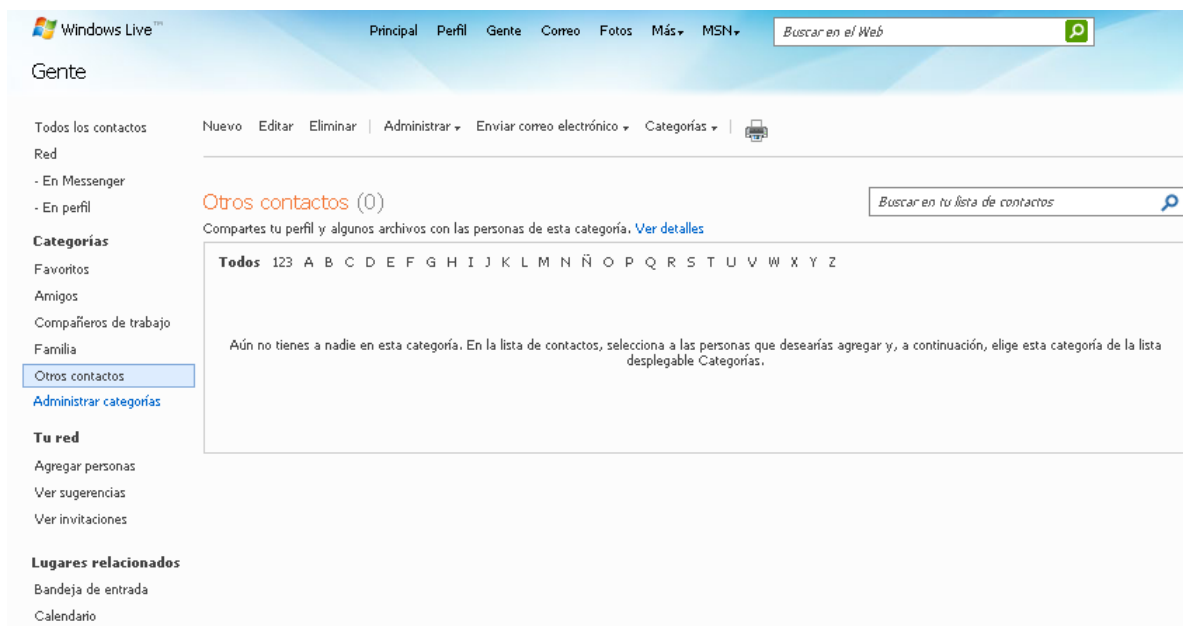 Windows Live™ Principal Perfil Gente Correo Fotos Más MSN Buscar en el Web
Gente
Todos los contactos
Red
- En Messenger
- En perfil
Categorías
Favoritos
Amigos
Compañeros de trabajo
Familia
Otros contactos
Administrar categorías
Tu red
Agregar personas
Ver sugerencias
Ver invitaciones
Lugares relacionados
Bandeja de entrada
Calendario
Nuevo Editar Eliminar | Administrar Enviar correo electrónico Categorías |
Otros contactos (0)
Buscar en tu lista de contactos
Compartes tu perfil y algunos archivos con las personas de esta categoría. Ver detalles
Todos 123 A B C D E F G H I J K L M N Ñ O P Q R S T U V W X Y Z
Aún no tienes a nadie en esta categoría. En la lista de contactos, selecciona a las personas que desearías agregar y, a continuación, elige esta categoría de la lista
desplegable Categorías.